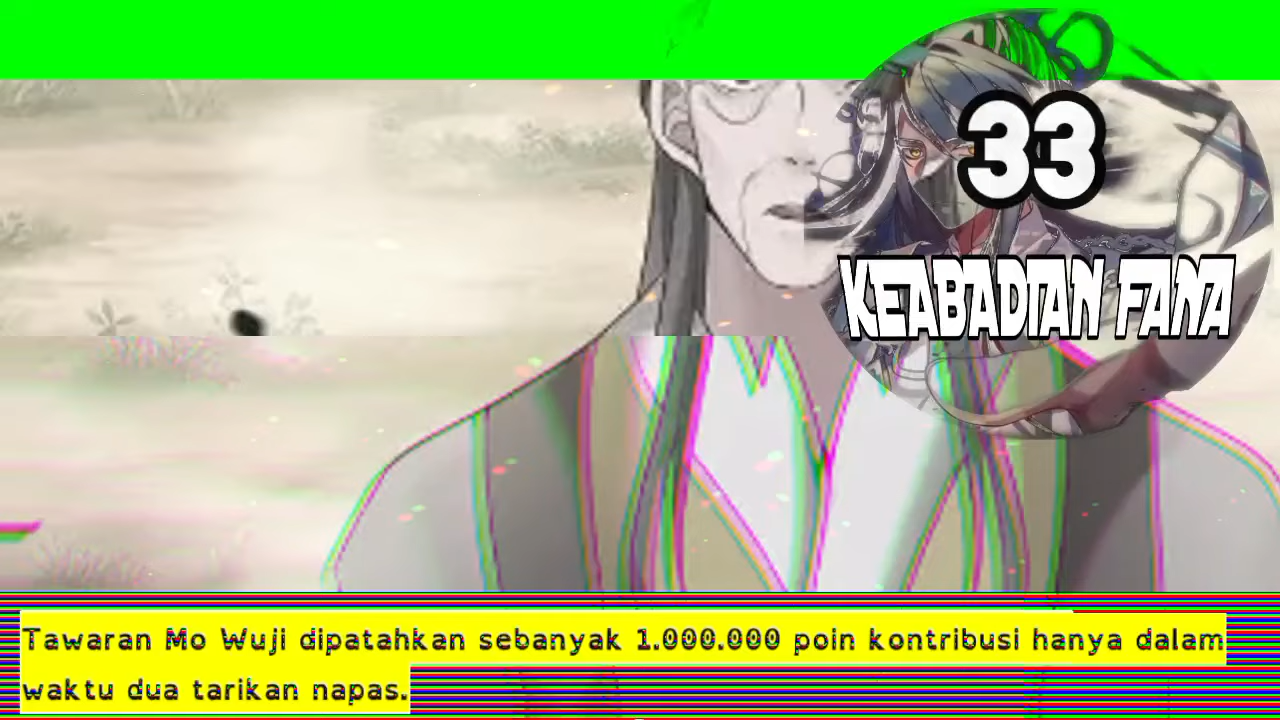 33
KEABADIAN FANA
Tawaran Mo Wuji dipatahkan sebanyak 1.000.000 poin kontribusi hanya dalam
waktu dua tarikan napas.